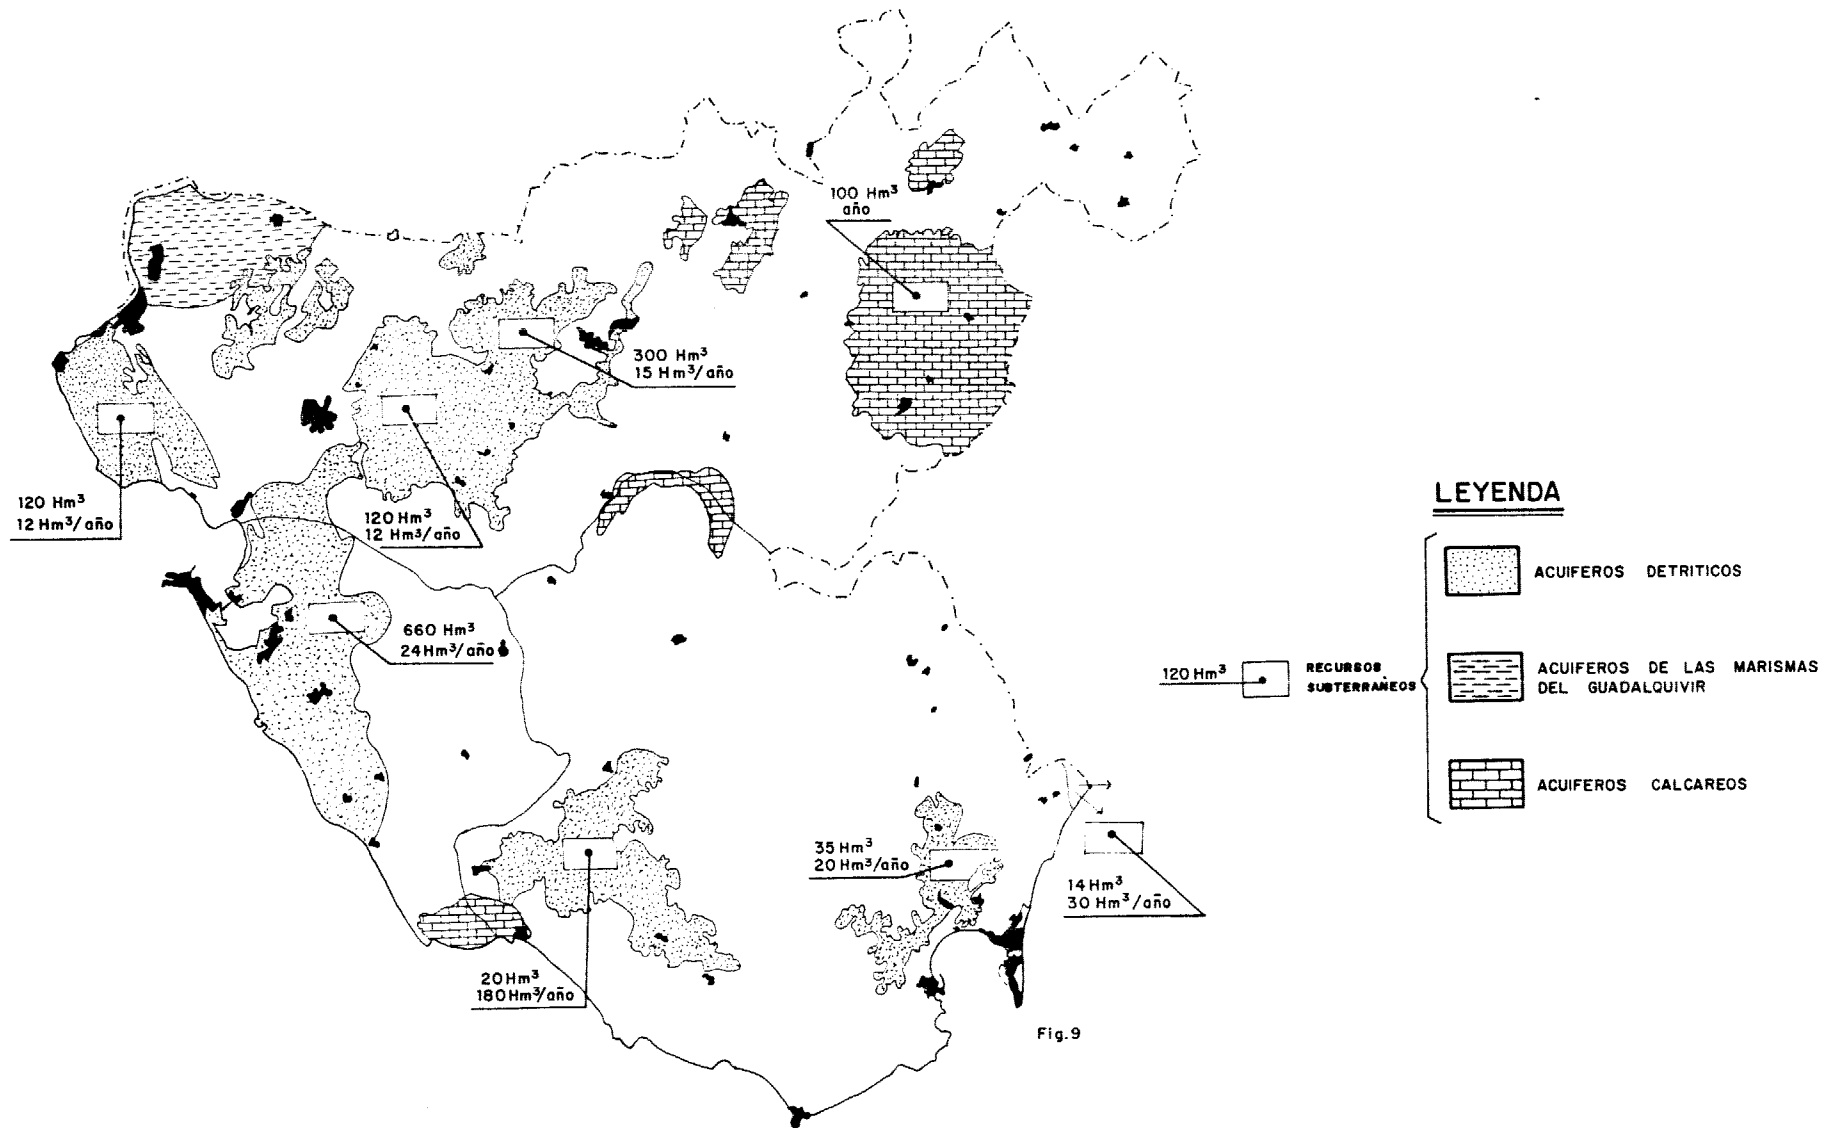 100 Hm³
año
300 Hm³
15 Hm³/año
120 Hm³
12 Hm³/año
120 Hm³
12 Hm³/año
660 Hm³
24 Hm³/año
35 Hm³
20 Hm³/año
14 Hm³
30 Hm³/año
20 Hm³
180 Hm³/año
Fig.9
LEYENDA
120 Hm³
RECURSOS
SUBTERRANEOS
ACUIFEROS DETRITICOS
ACUIFEROS DE LAS MARISMAS
DEL GUADALQUIVIR
ACUIFEROS CALCAREOS